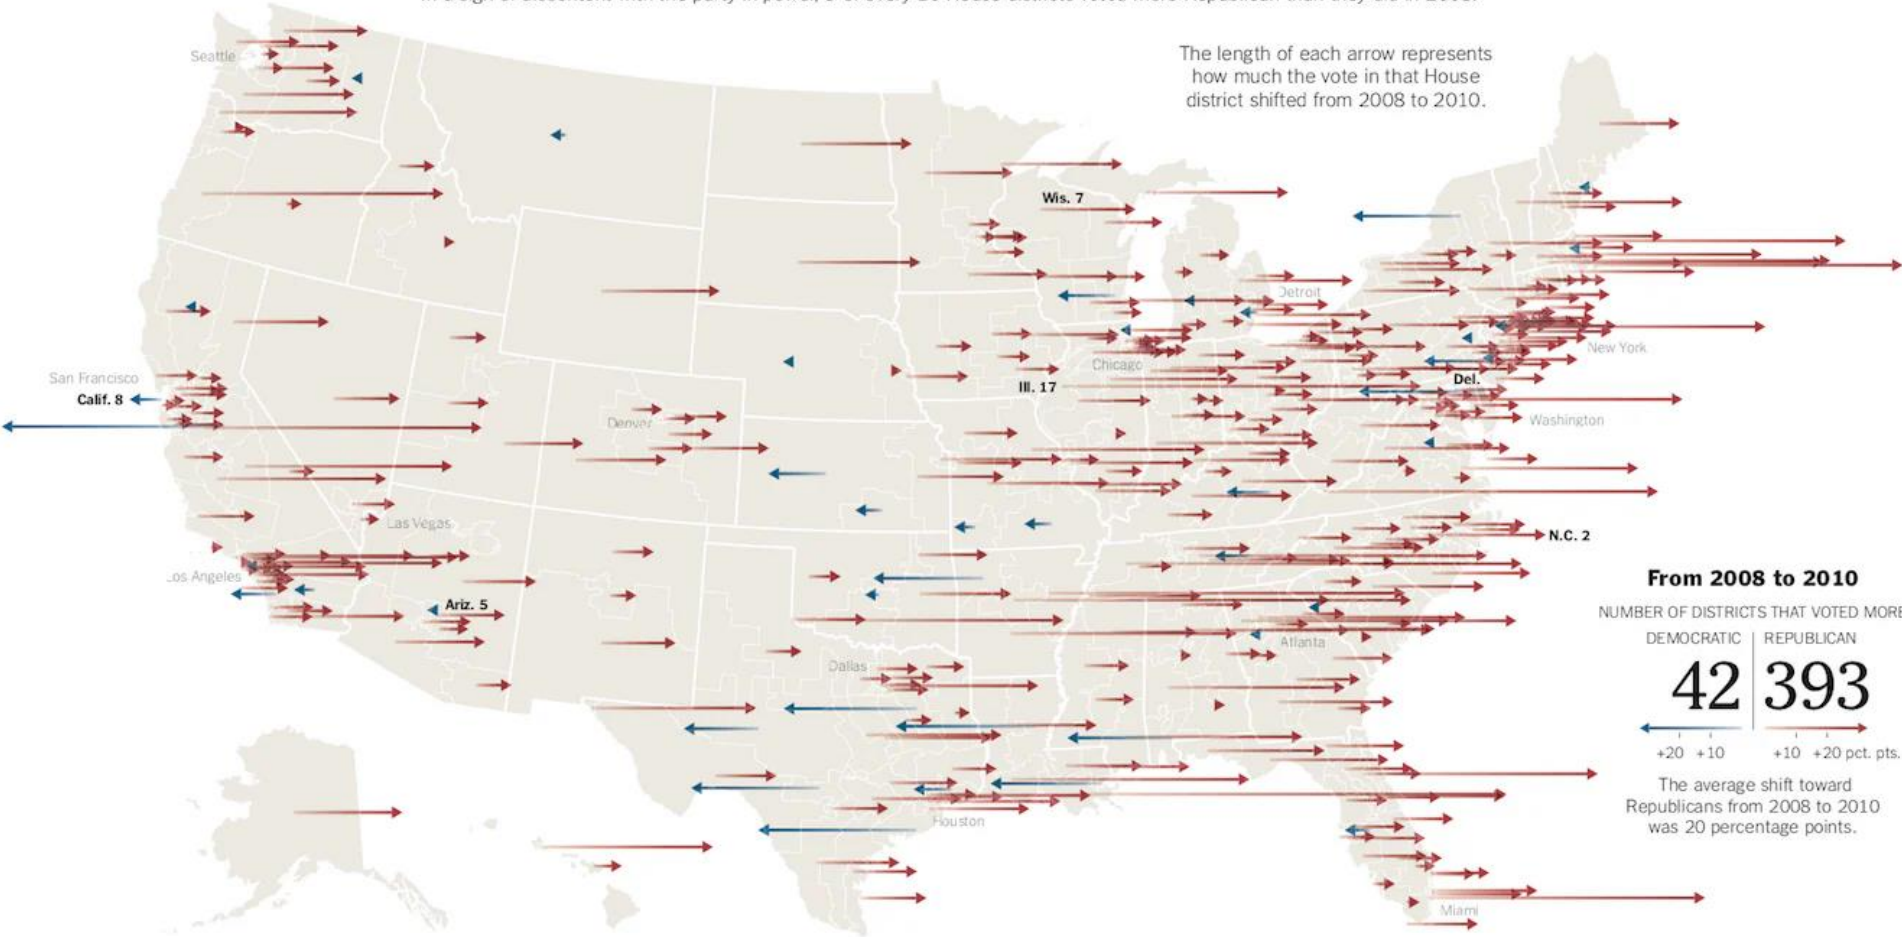 The length of each arrow represents
how much the vote in that House
district shifted from 2008 to 2010.
Seattle
Wis. 7
Detroit
New York
Chicago
San Francisco
Calif. 8
Ill. 17
Del.
Denver
Washington
Las Vegas
N.C. 2
Los Angeles
Ariz. 5
Atlanta
Dallas
Houston
Miami
From 2008 to 2010
NUMBER OF DISTRICTS THAT VOTED MORE
DEMOCRATIC REPUBLICAN
42 393
+20 +10 +10 +20 pct. pts.
The average shift toward
Republicans from 2008 to 2010
was 20 percentage points.